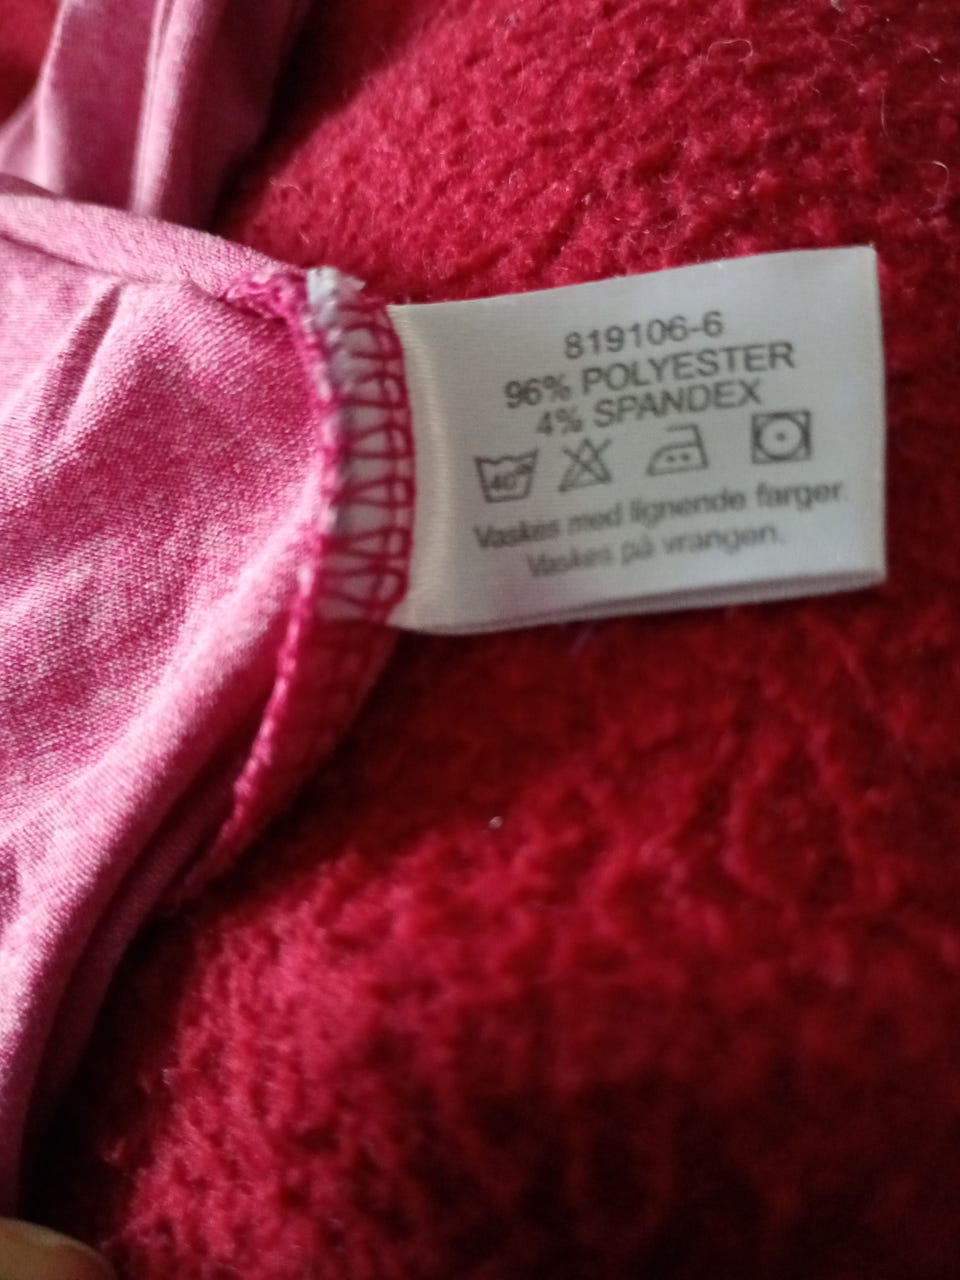 819106-6
96% POLYESTER
4% SPANDEX
40°
Vaskes med lignende farger.
Vaskes på vrangen.